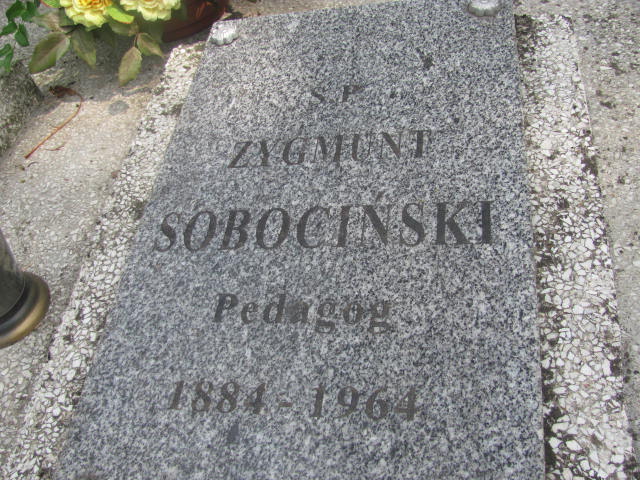 Ś.P.
ZYGMUNT
SOBOCIŃSKI
Pedagog
1884-1964